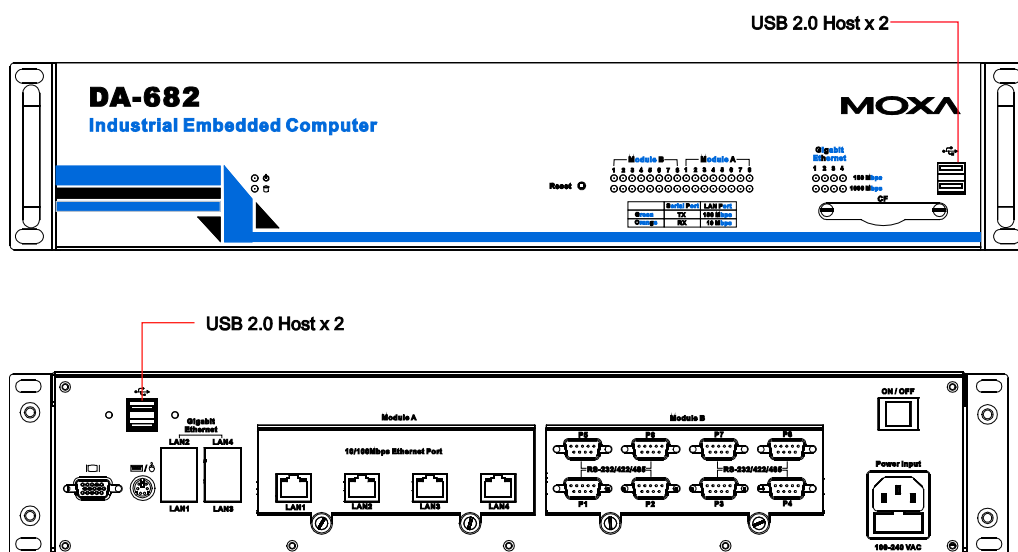 USB 2.0 Host x 2
DA-682
Industrial Embedded Computer
MOXA
Gigabit
Ethernet
Module B Module A
1 2 3 4 5 6 7 8 1 2 3 4 5 6 7 8
1 2 3 4
100 Mbps
1000 Mbps
Reset
CF
Serial Port LAN Port
Green TX 100 Mbps
Orange RX 10 Mbps
USB 2.0 Host x 2
ON / OFF
Module A
Module B
Gigabit
Ethernet
LAN2 LAN4
P5 P6 P7 P8
10/100Mbps Ethernet Port
RS-232/422/485 RS-232/422/485
Power Input
LAN1 LAN3
LAN1 LAN2 LAN3 LAN4
P1 P2 P3 P4
100-240 VAC